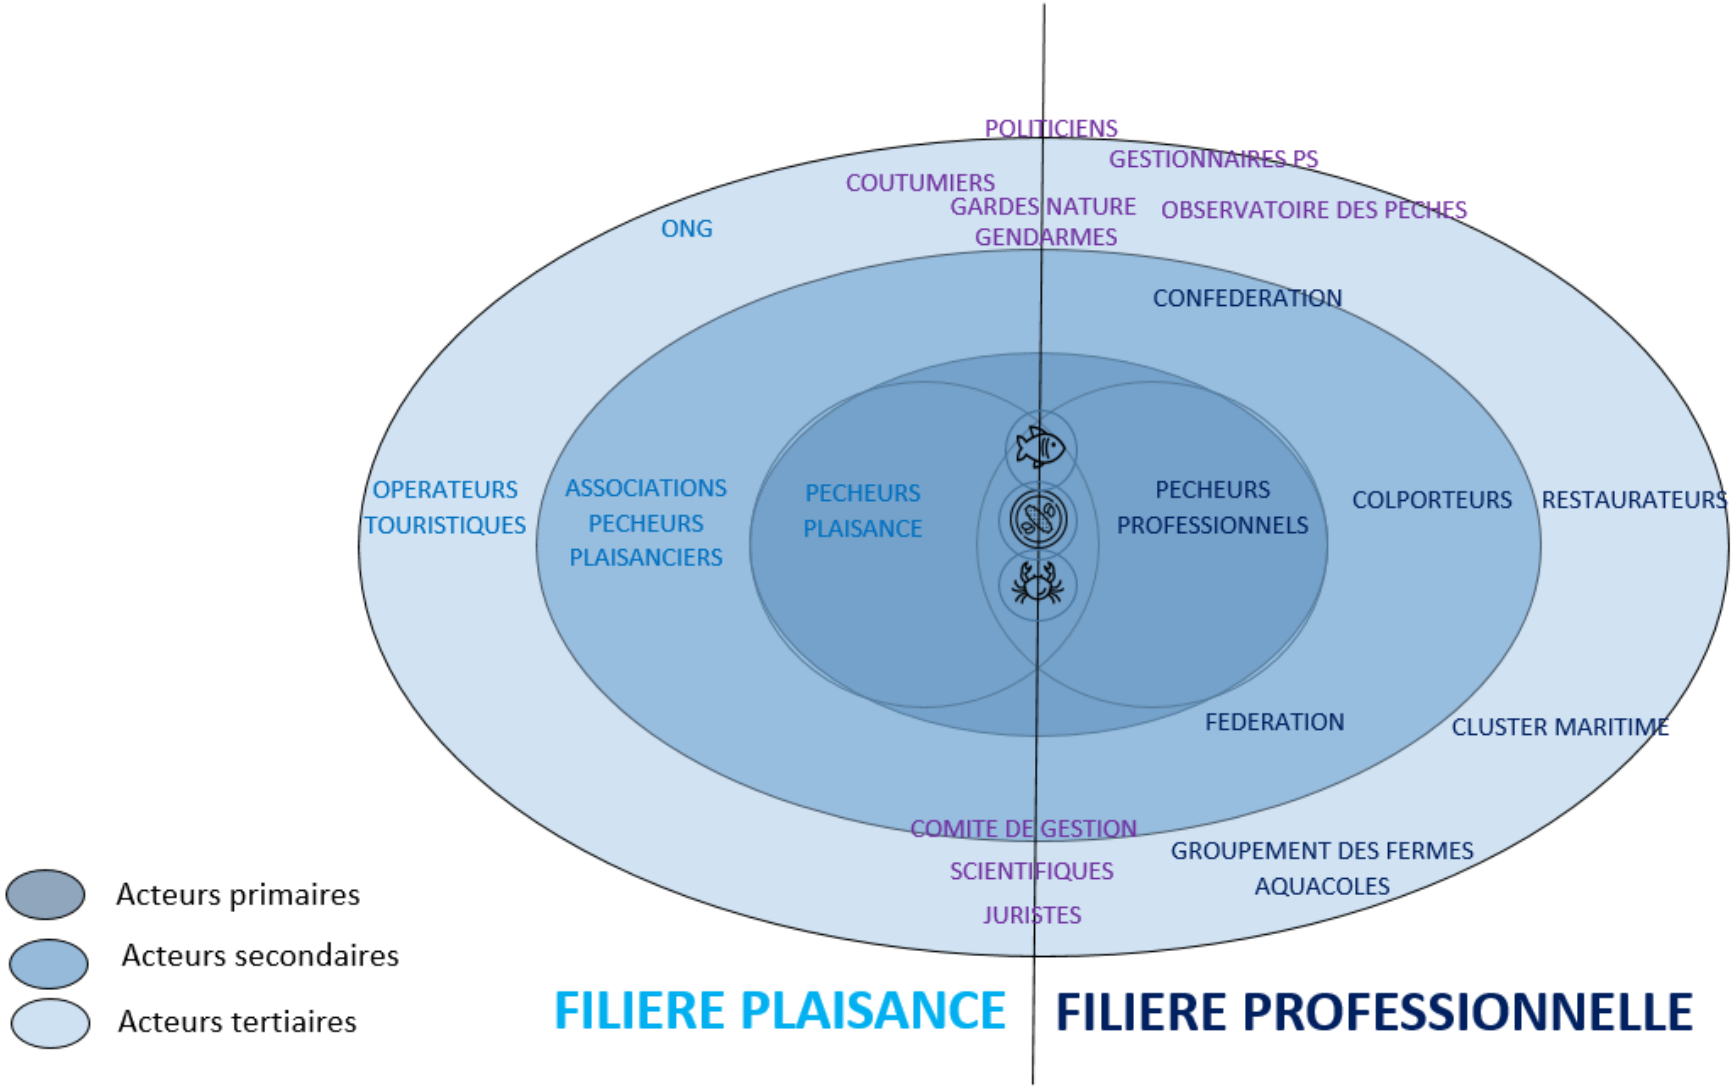 POLITICIENS
GESTIONNAIRES PS
COUTUMIERS
GARDES NATURE
OBSERVATOIRE DES PECHES
ONG
GENDARMES
CONFEDERATION
OPERATEURS
TOURISTIQUES
ASSOCIATIONS
PECHEURS
PLAISANCIERS
PECHEURS
PLAISANCE
PECHEURS
PROFESSIONNELS
COLPORTEURS
RESTAURATEURS
FEDERATION
CLUSTER MARITIME
COMITE DE GESTION
SCIENTIFIQUES
JURISTES
GROUPEMENT DES FERMES
AQUACOLES
Acteurs primaires
Acteurs secondaires
Acteurs tertiaires
FILIERE PLAISANCE
FILIERE PROFESSIONNELLE